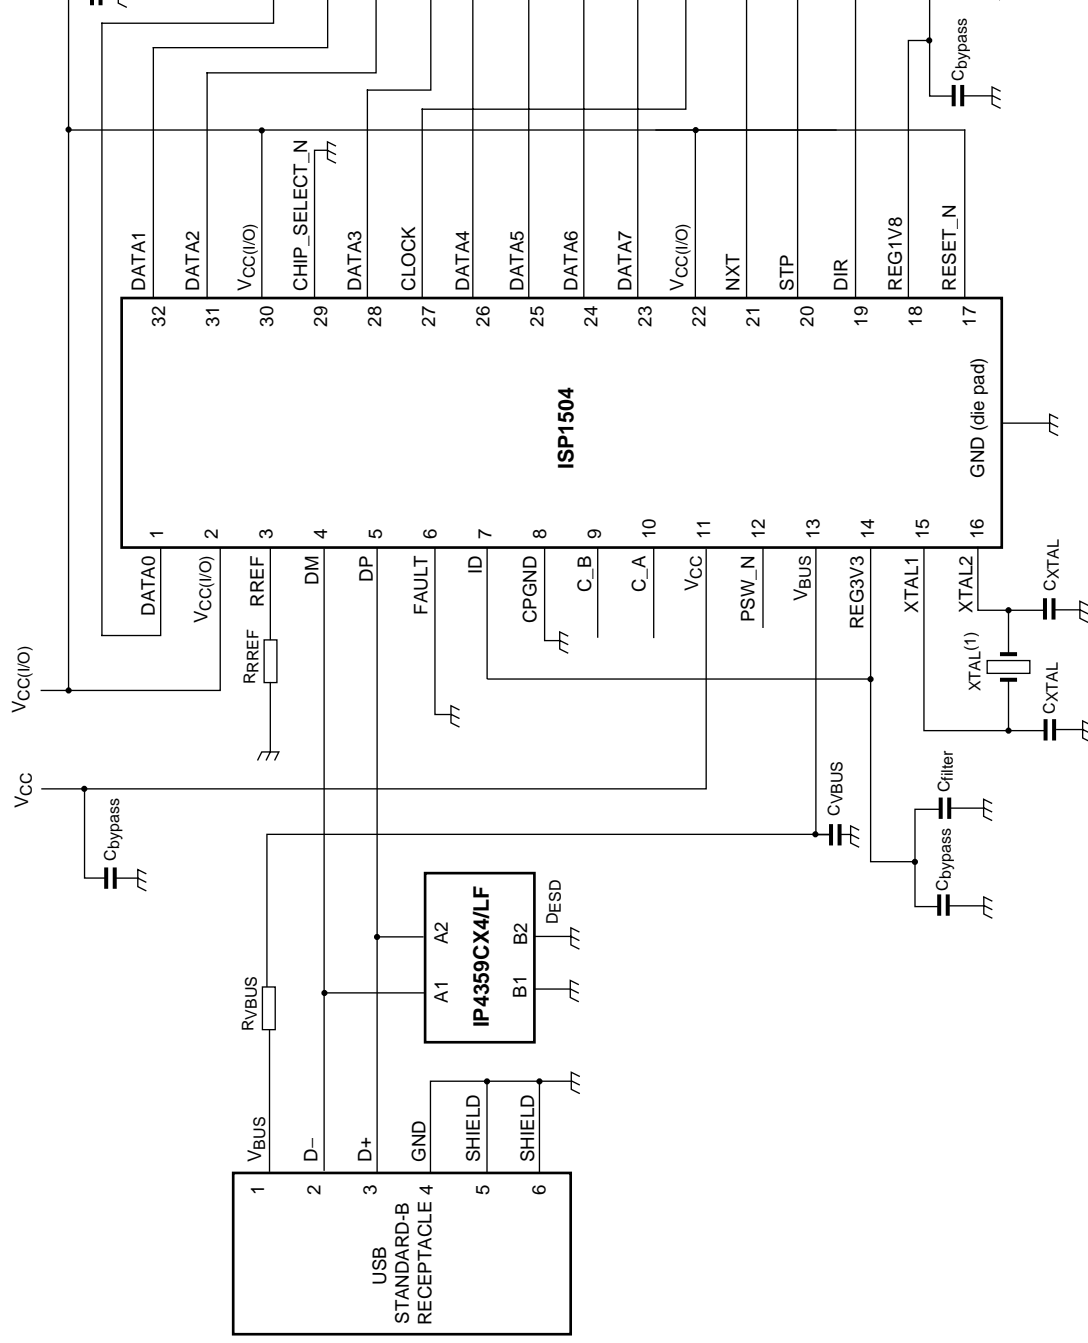 Cbypass
DATA1
DATA2
VCC(I/O)
CHIP_SELECT_N
DATA3
CLOCK
DATA4
DATA5
DATA6
DATA7
VCC(I/O)
NXT
STP
DIR
REG1V8
RESET_N
32
31
30
29
28
27
26
25
24
23
22
21
20
19
18
17
ISP1504
GND (die pad)
1
2
3
4
5
6
7
8
9
10
11
12
13
14
15
16
DATA0
VCC(I/O)
RREF
DM
DP
FAULT
ID
CPGND
C_B
C_A
VCC
PSW_N
VBUS
REG3V3
XTAL1
XTAL2
VCC(I/O)
RRREF
XTAL(1)
CXTAL
CXTAL
VCC
Cbypass
CVBUS
Cfilter
Cbypass
RVBUS
A2
A1
IP4359CX4/LF
B2
B1
DESD
VBUS
D−
D+
GND
SHIELD
SHIELD
1
2
3
4
5
6
USB
STANDARD-B
RECEPTACLE